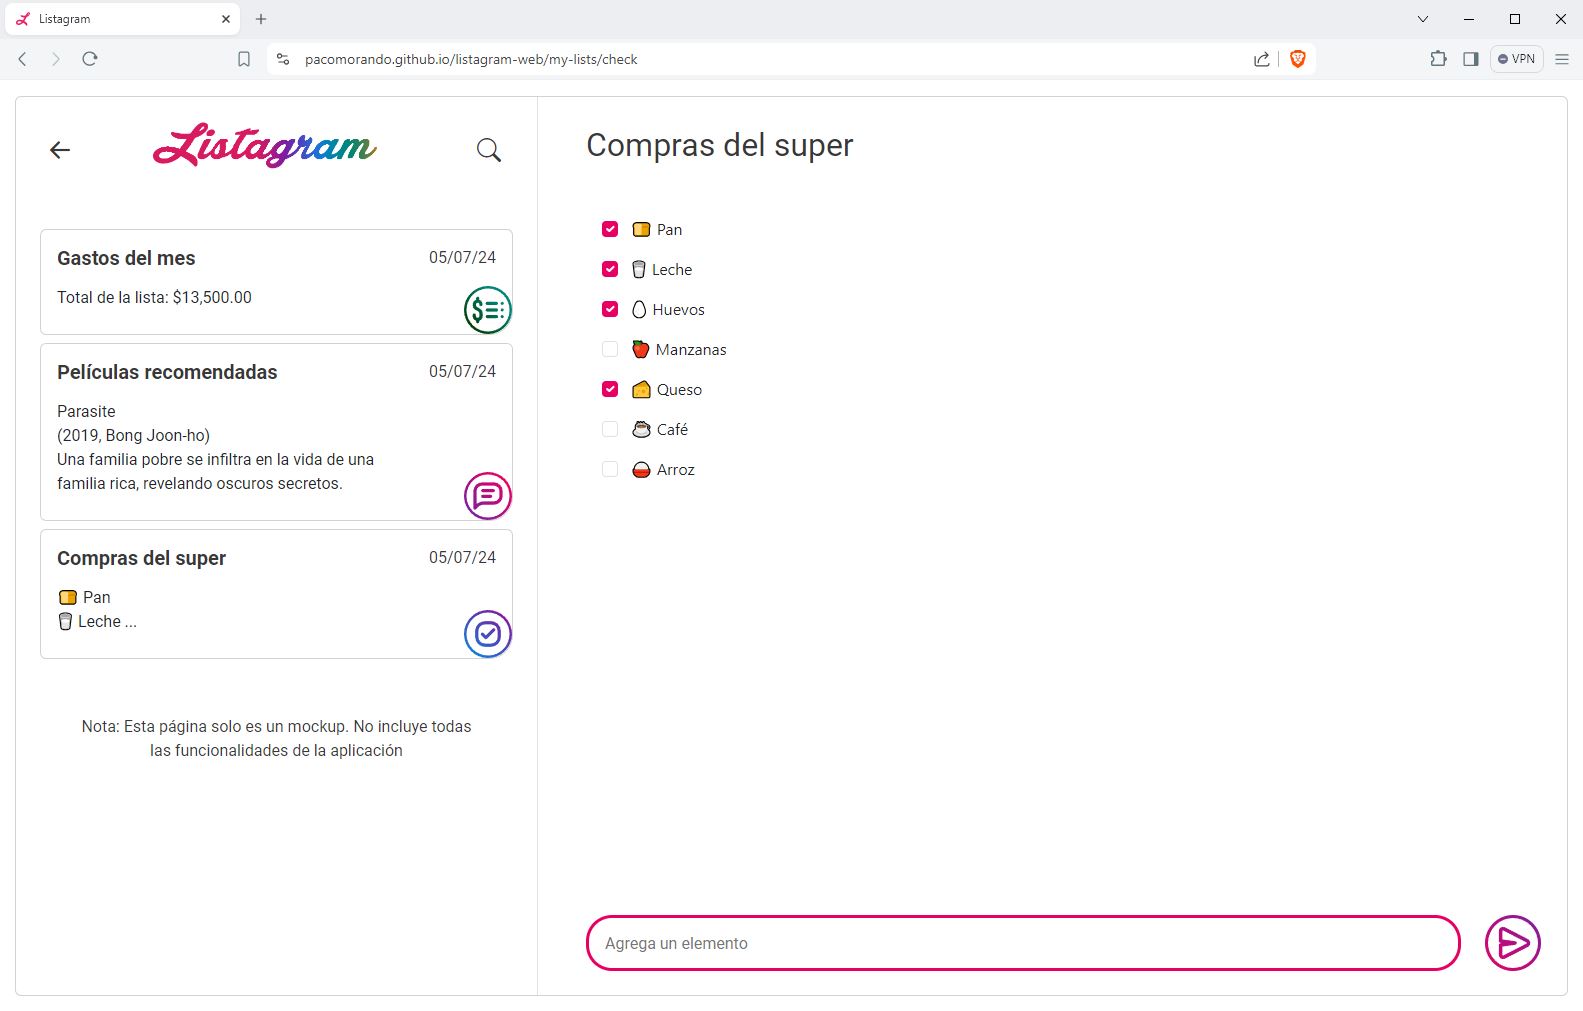 Listagram
pacomorando.github.io/listagram-web/my-lists/check
VPN
Listagram
Gastos del mes
05/07/24
Total de la lista: $13,500.00
Películas recomendadas
05/07/24
Parasite
(2019, Bong Joon-ho)
Una familia pobre se infiltra en la vida de una
familia rica, revelando oscuros secretos.
Compras del super
05/07/24
Pan
Leche ...
Nota: Esta página solo es un mockup. No incluye todas
las funcionalidades de la aplicación
Compras del super
Pan
Leche
Huevos
Manzanas
Queso
Café
Arroz
Agrega un elemento